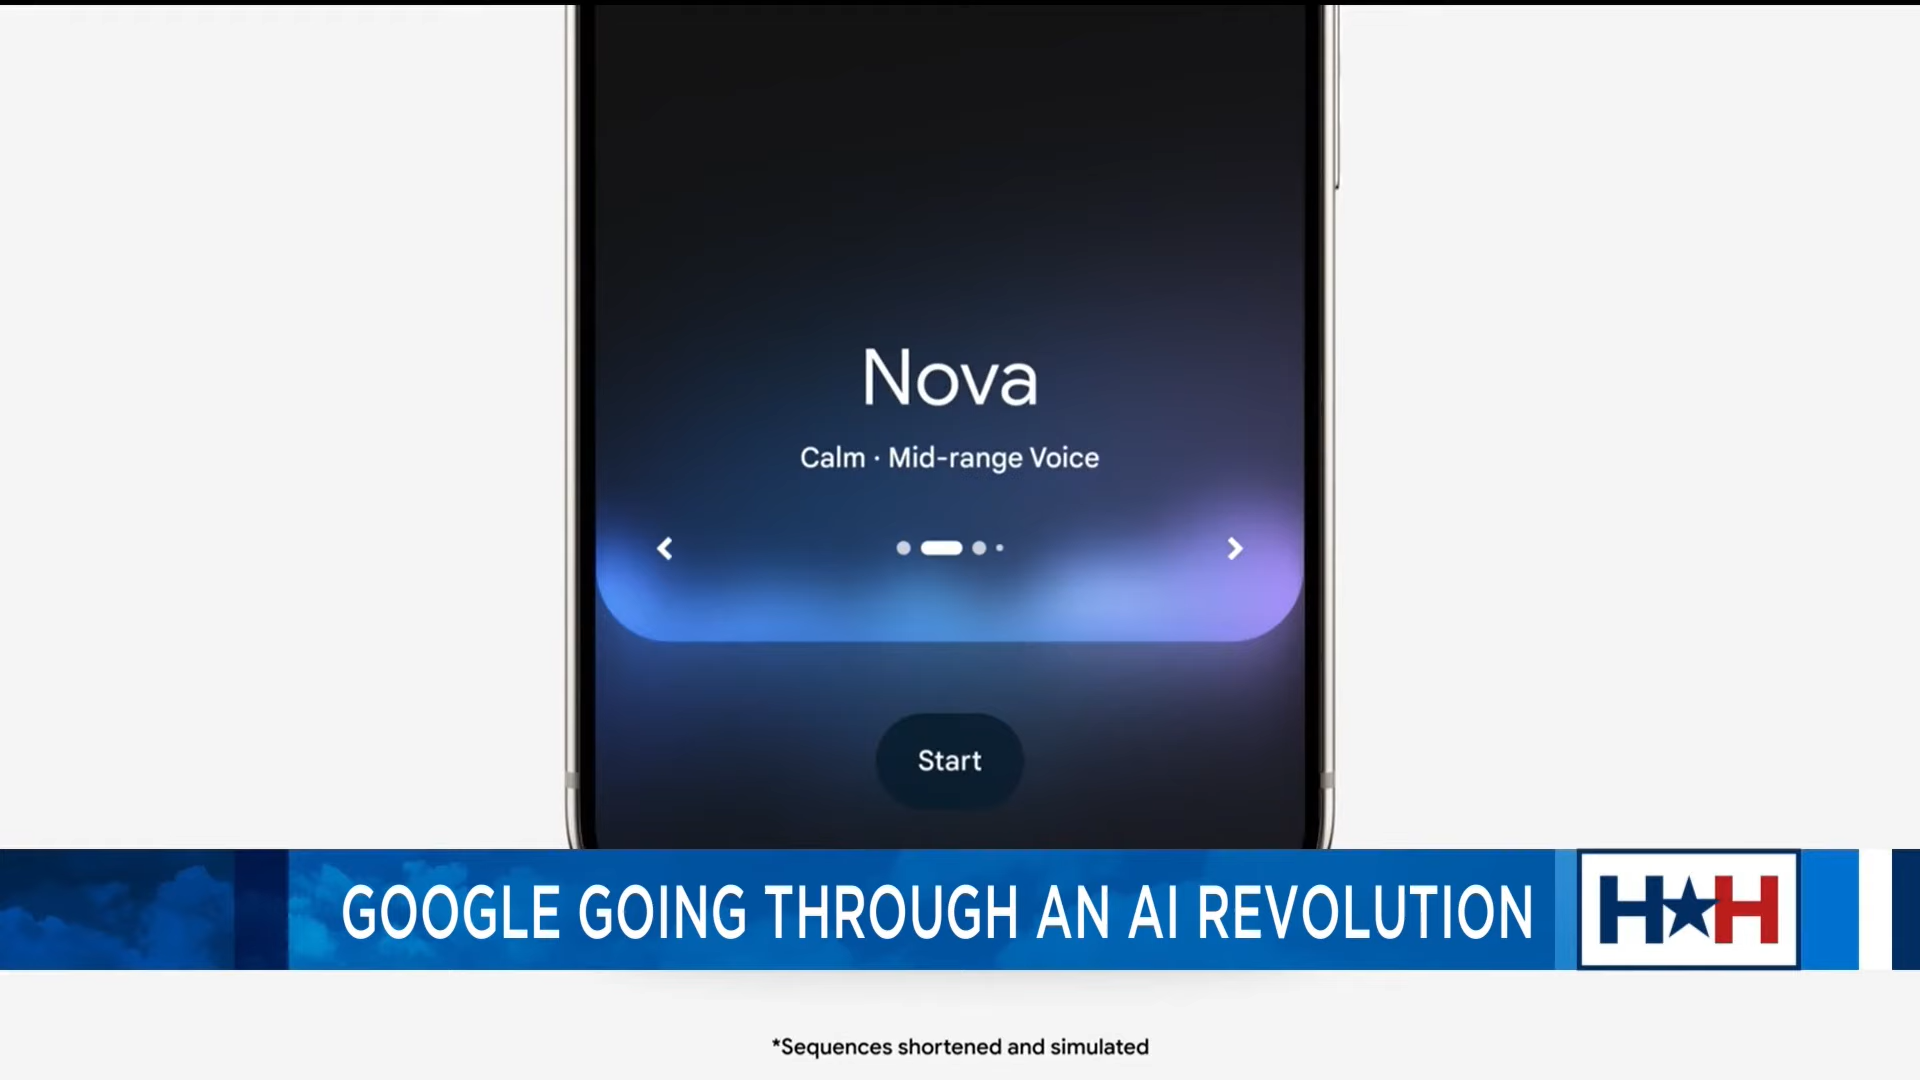 Nova
Calm · Mid-range Voice
Start
GOOGLE GOING THROUGH AN AI REVOLUTION
H★H
*Sequences shortened and simulated